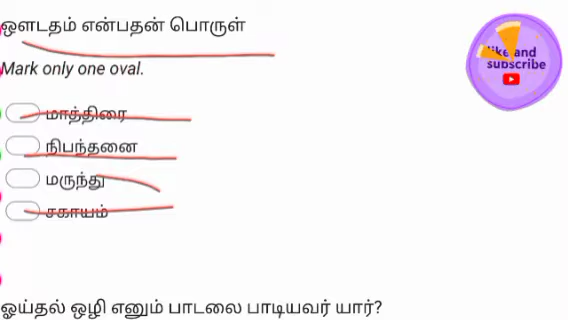 ஔடதம் என்பதன் பொருள்
Mark only one oval.
மாத்திரை
நிபந்தனை
மருந்து
சகாயம்
ஓய்தல் ஒழி எனும் பாடலை பாடியவர் யார்?
like and
subscribe